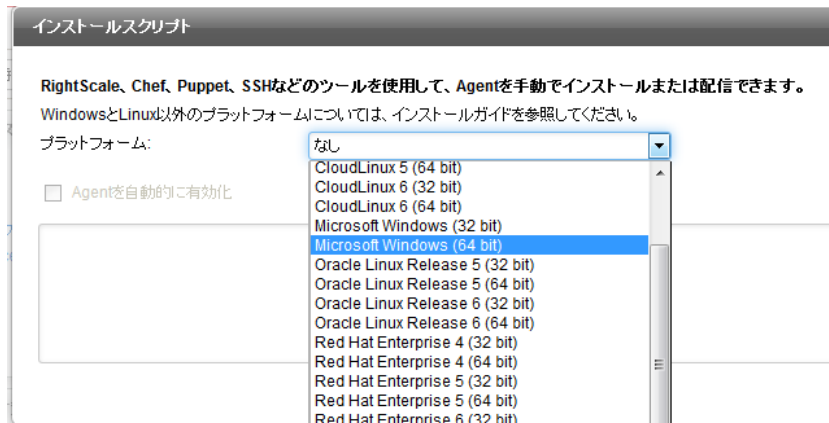 インストールスクリプト
RightScale、Chef、Puppet、SSHなどのツールを使用して、Agentを手動でインストールまたは配信できます。
WindowsとLinux以外のプラットフォームについては、インストールガイドを参照してください。
プラットフォーム:
なし
CloudLinux 5 (64 bit)
CloudLinux 6 (32 bit)
Agentを自動的に有効化
CloudLinux 6 (64 bit)
Microsoft Windows (32 bit)
Microsoft Windows (64 bit)
Oracle Linux Release 5 (32 bit)
Oracle Linux Release 5 (64 bit)
Oracle Linux Release 6 (32 bit)
Oracle Linux Release 6 (64 bit)
Red Hat Enterprise 4 (32 bit)
Red Hat Enterprise 4 (64 bit)
Red Hat Enterprise 5 (32 bit)
Red Hat Enterprise 5 (64 bit)
Red Hat Enterprise 6 (32 bit)